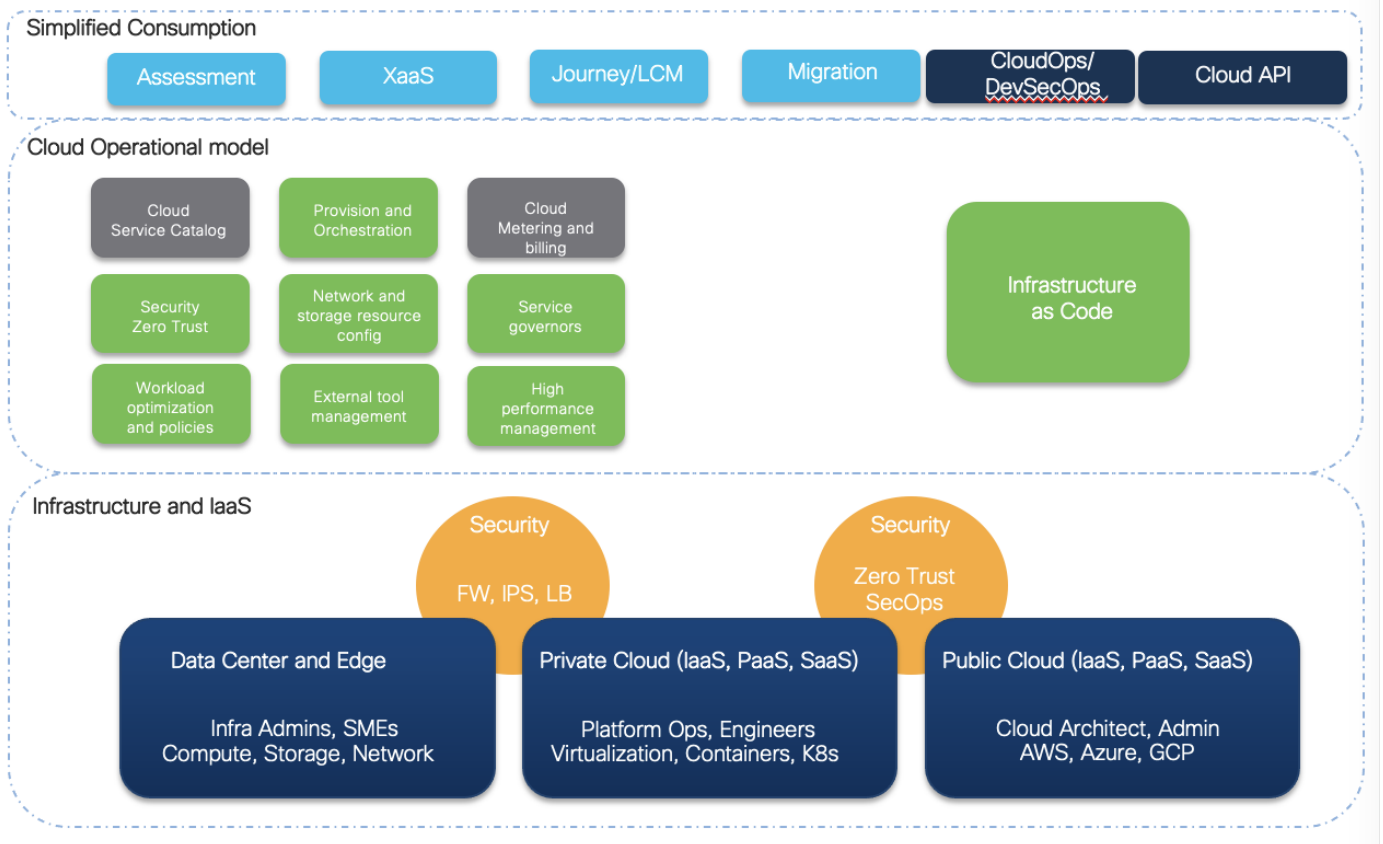 Simplified Consumption
Assessment
XaaS
Journey/LCM
Migration
CloudOps/
DevSecOps
Cloud API
Cloud Operational model
Cloud
Service Catalog
Provision and
Orchestration
Cloud
Metering and
billing
Security
Zero Trust
Network and
storage resource
config
Service
governors
Workload
optimization
and policies
External tool
management
High
performance
management
Infrastructure
as Code
Infrastructure and IaaS
Security
FW, IPS, LB
Security
Zero Trust
SecOps
Data Center and Edge
Infra Admins, SMEs
Compute, Storage, Network
Private Cloud (IaaS, PaaS, SaaS)
Platform Ops, Engineers
Virtualization, Containers, K8s
Public Cloud (IaaS, PaaS, SaaS)
Cloud Architect, Admin
AWS, Azure, GCP